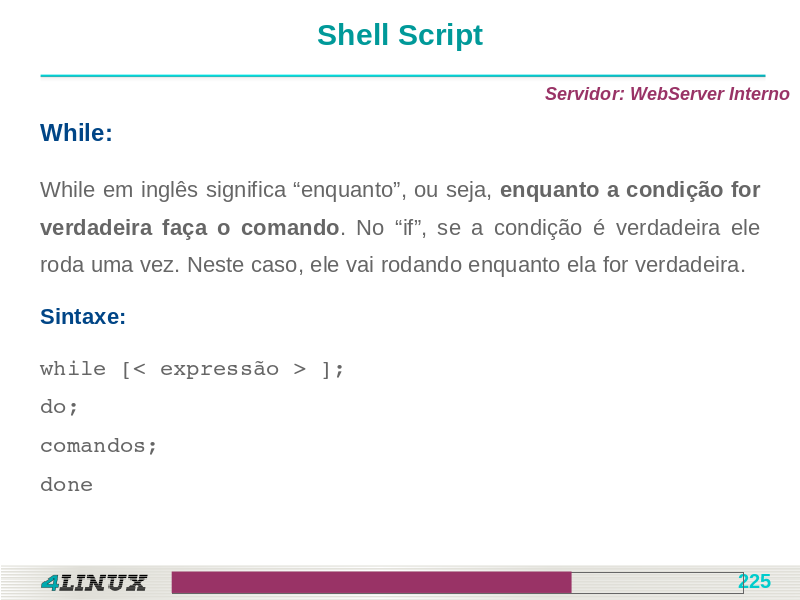 Shell Script
Servidor: WebServer Interno
While:
While em inglês significa “enquanto”, ou seja, enquanto a condição for
verdadeira faça o comando. No “if”, se a condição é verdadeira ele
roda uma vez. Neste caso, ele vai rodando enquanto ela for verdadeira.
Sintaxe:
while [< expressão > ];
do;
comandos;
done
4LINUX
225